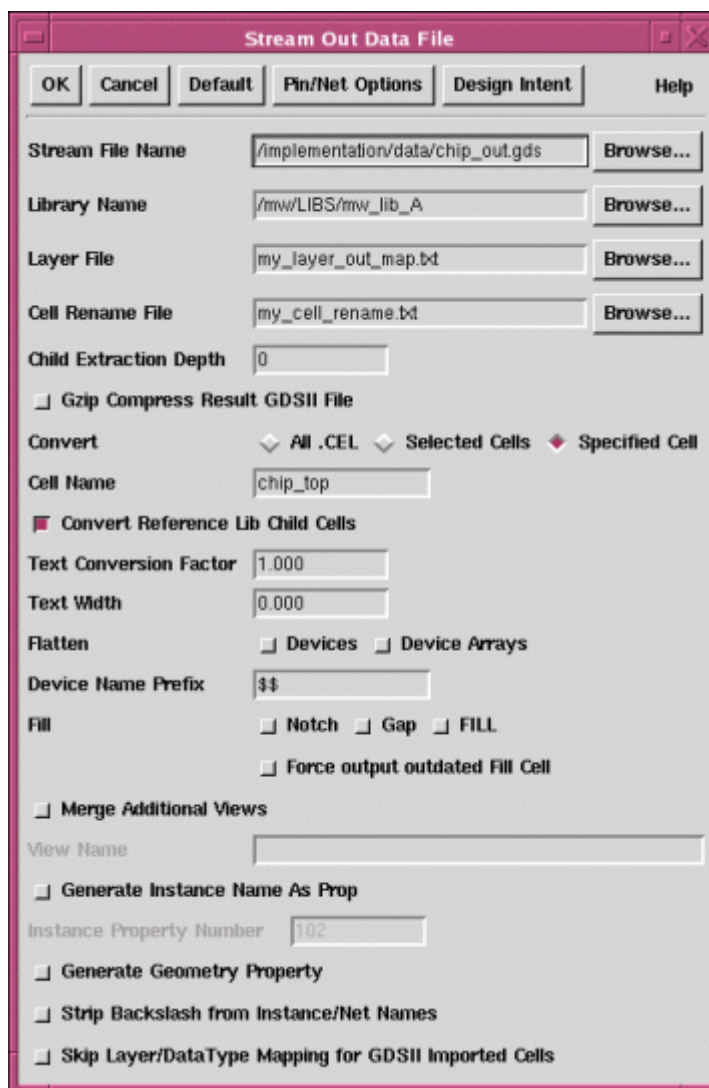 Stream Out Data File
OK Cancel Default Pin/Net Options Design Intent Help
Stream File Name /implementation/data/chip_out.gds Browse...
Library Name /mw/LIBS/mw_lib_A Browse...
Layer File my_layer_out_map.txt Browse...
Cell Rename File my_cell_rename.txt Browse...
Child Extraction Depth 0
Gzip Compress Result GDSII File
Convert All .CEL Selected Cells Specified Cell
Cell Name chip_top
Convert Reference Lib Child Cells
Text Conversion Factor 1.000
Text Width 0.000
Flatten Devices Device Arrays
Device Name Prefix $$
Fill Notch Gap FILL
Force output outdated Fill Cell
Merge Additional Views
View Name
Generate Instance Name As Prop
Instance Property Number 102
Generate Geometry Property
Strip Backslash from Instance/Net Names
Skip Layer/DataType Mapping for GDSII Imported Cells